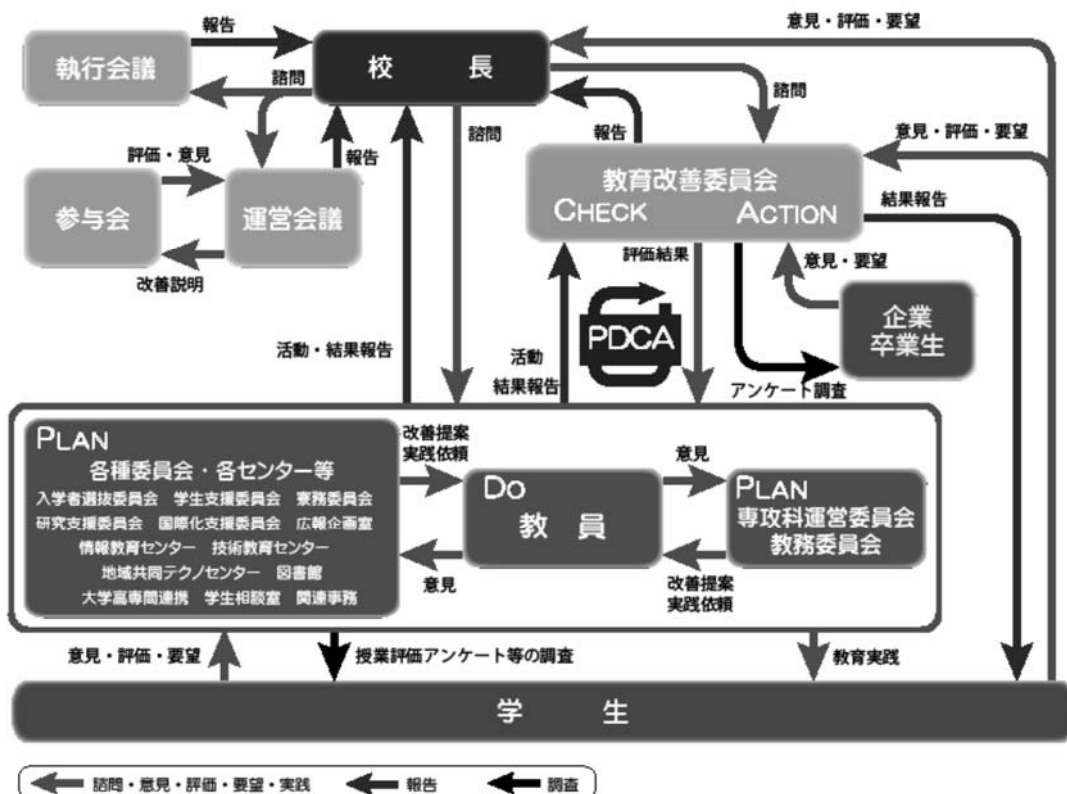 報告
意見・評価・要望
執行会議
校 長
諮問
諮問
諮問
報告
意見・評価・要望
評価・意見
報告
教育改善委員会
CHECK ACTION
参与会
運営会議
結果報告
改善説明
評価結果
意見・要望
企業
卒業生
PDCA
活動・結果報告
活動
結果報告
アンケート調査
PLAN
各種委員会・各センター等
入学者選抜委員会 学生支援委員会 寮務委員会
研究支援委員会 国際化支援委員会 広報企画室
情報教育センター 技術教育センター
地域共同テクノセンター 図書館
大学高専間連携 学生相談室 関連事務
改善提案
実践依頼
意見
DO
教 員
意見
PLAN
専攻科運営委員会
教務委員会
改善提案
実践依頼
意見・評価・要望
授業評価アンケート等の調査
教育実践
学 生
諮問・意見・評価・要望・実践
報告
調査